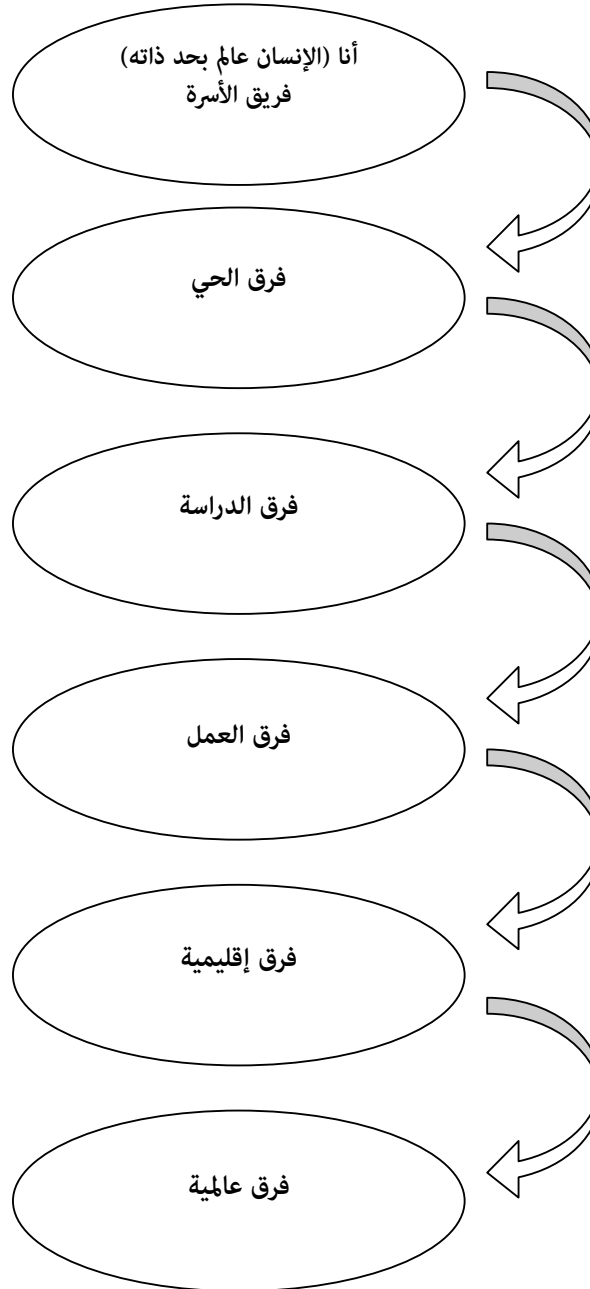 أنا (الإنسان عالم بحد ذاته)
فريق الأسرة
فرق الحي
فرق الدراسة
فرق العمل
فرق إقليمية
فرق عالمية